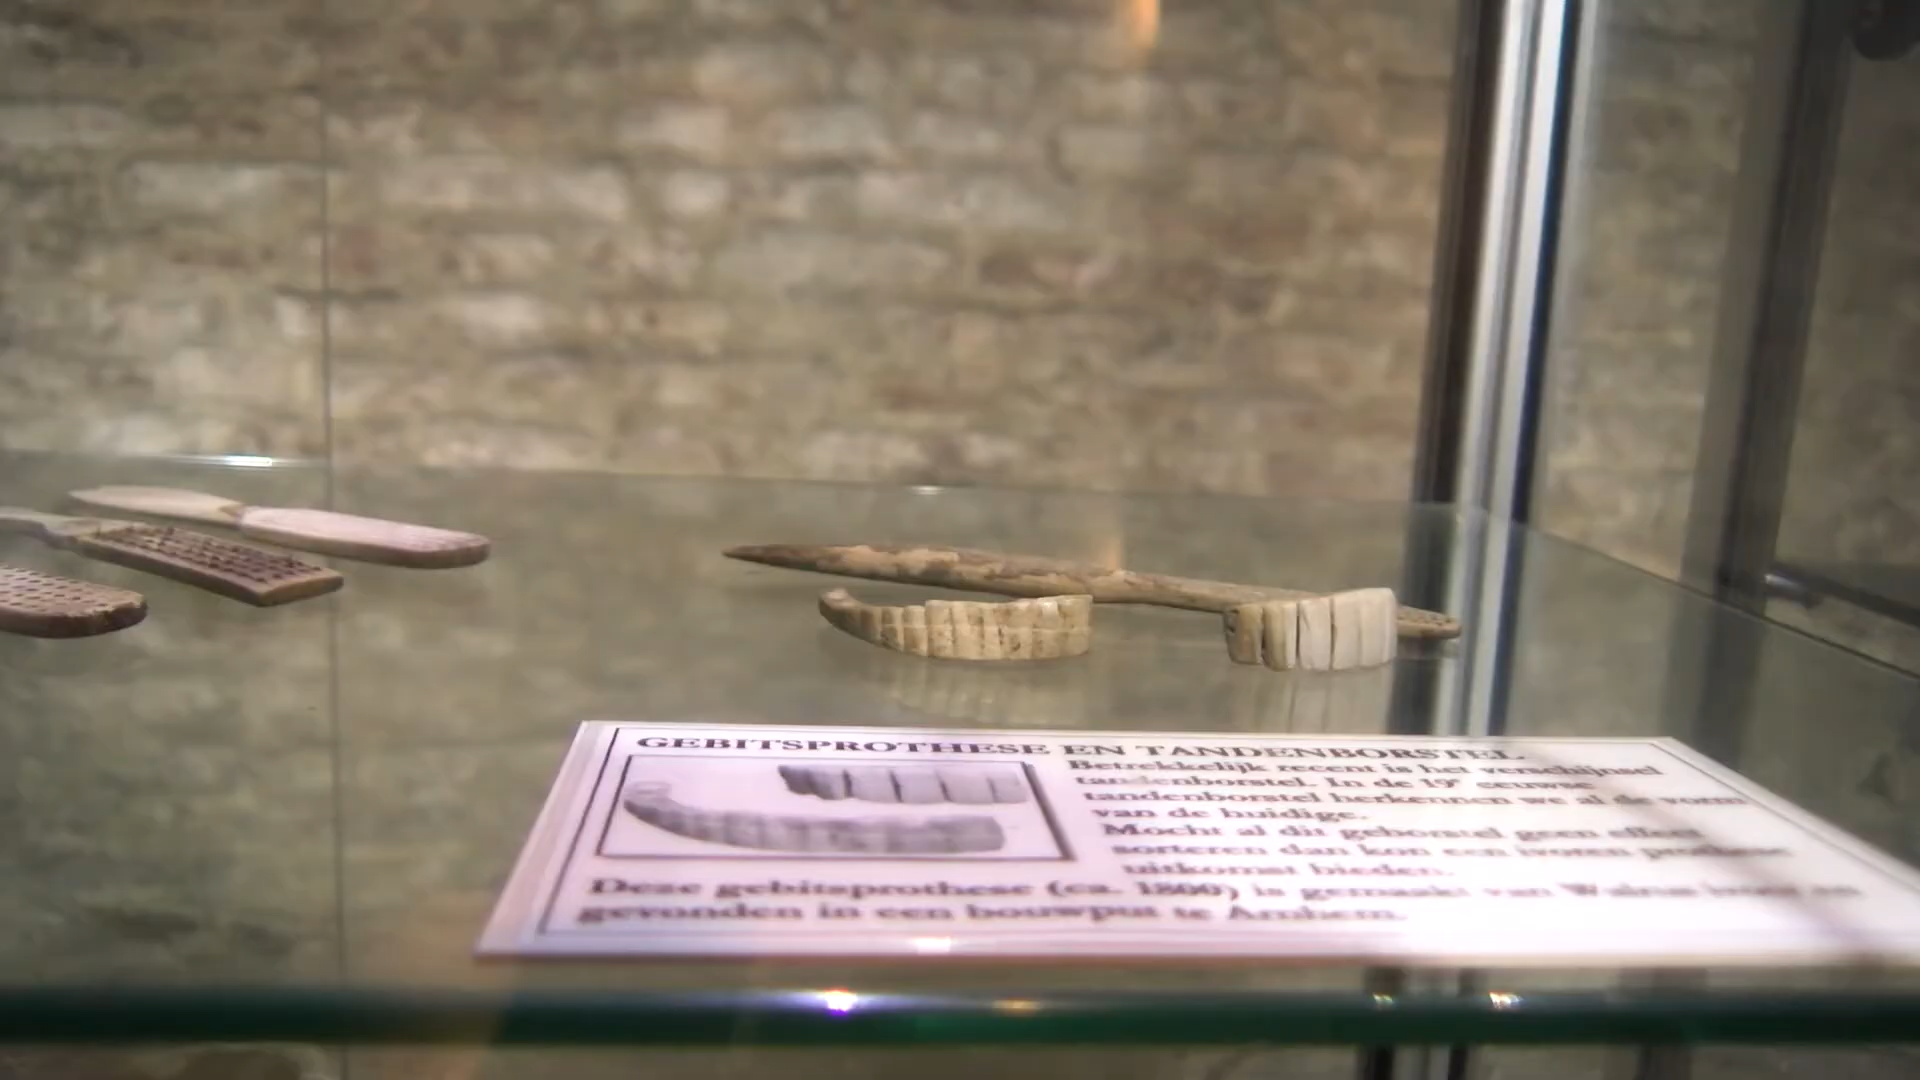 GEBITSPROTHESE EN TANDENBORSTEL
Betrekkelijk recent is het verschijnsel
tandenborstel. In de 19e eeuwse
tandenborstel herkennen we al de vorm
van de huidige.
Mocht al dit geborstel geen effect
sorteren dan kon een ivoren prothese
uitkomst bieden.
Deze gebitsprothese (ca. 1800) is gemaakt van Walrus ivoor en
gevonden in een bouwput te Arnhem.